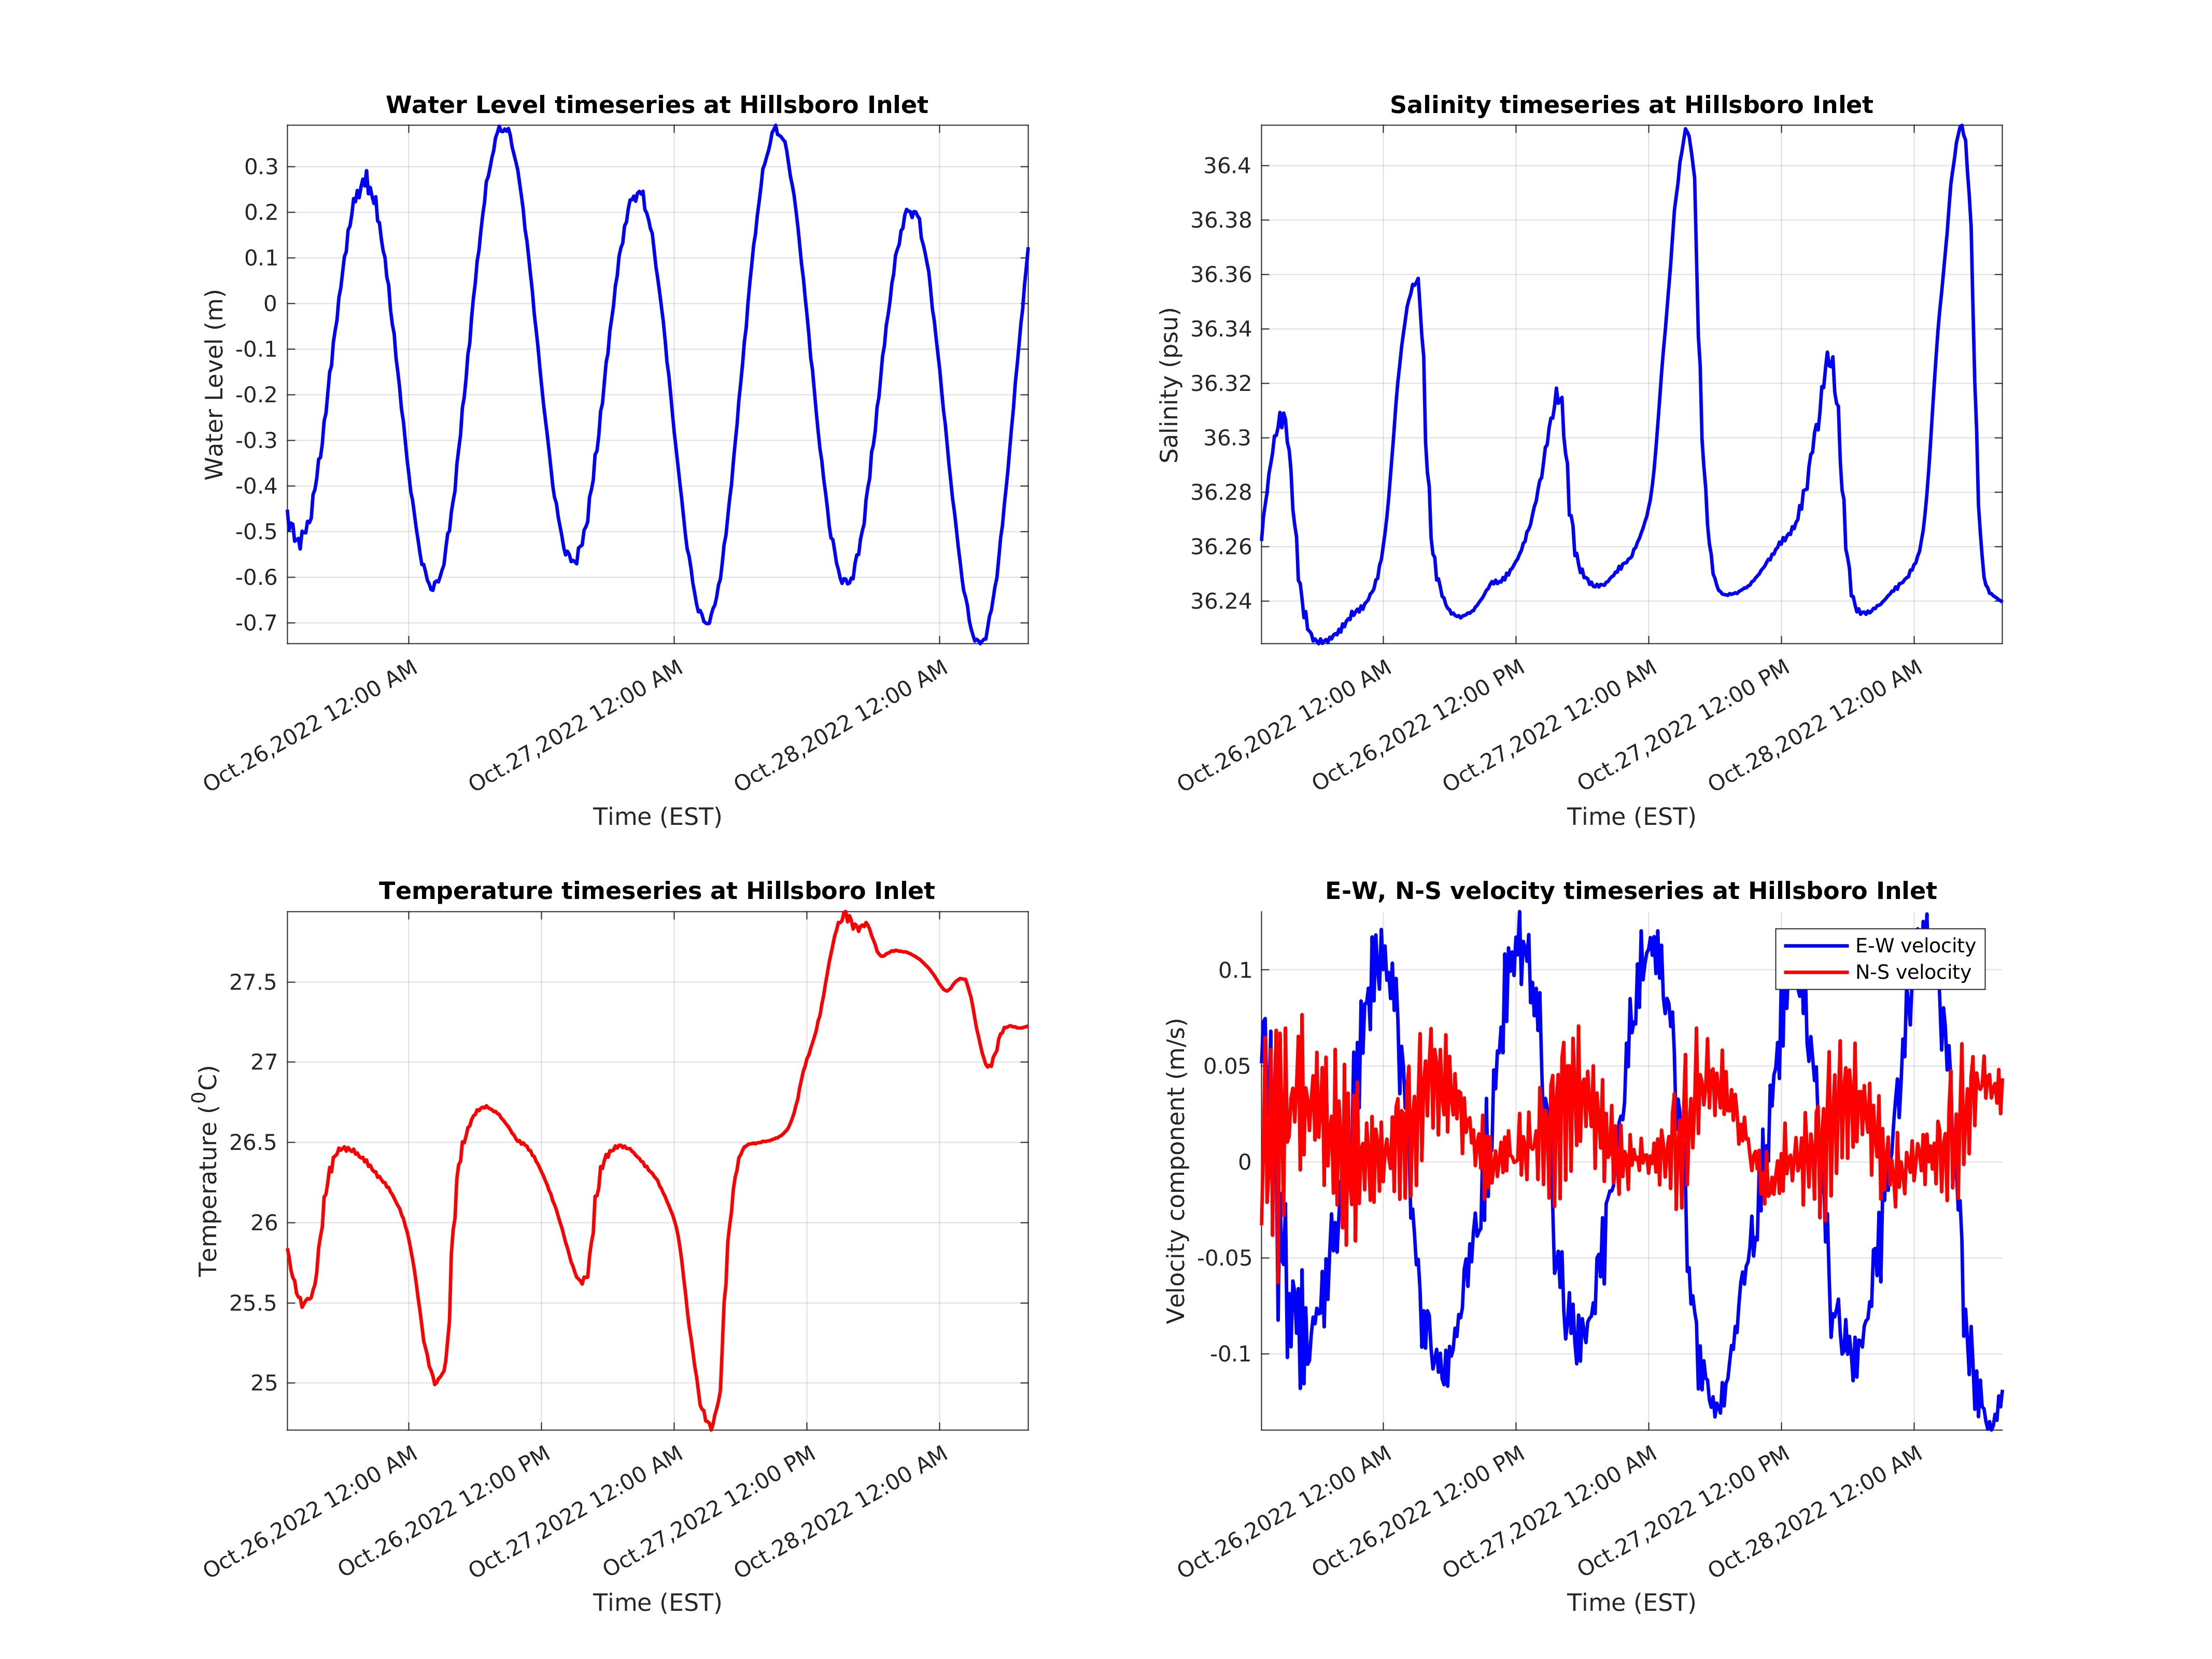 Water Level timeseries at Hillsboro Inlet
Water Level (m)
0.3
0.2
0.1
0
-0.1
-0.2
-0.3
-0.4
-0.5
-0.6
-0.7
Oct.26,2022 12:00 AM
Oct.27,2022 12:00 AM
Oct.28,2022 12:00 AM
Time (EST)
Salinity timeseries at Hillsboro Inlet
Salinity (psu)
36.4
36.38
36.36
36.34
36.32
36.3
36.28
36.26
36.24
Oct.26,2022 12:00 AM
Oct.26,2022 12:00 PM
Oct.27,2022 12:00 AM
Oct.27,2022 12:00 PM
Oct.28,2022 12:00 AM
Time (EST)
Temperature timeseries at Hillsboro Inlet
Temperature (⁰C)
27.5
27
26.5
26
25.5
25
Oct.26,2022 12:00 AM
Oct.26,2022 12:00 PM
Oct.27,2022 12:00 AM
Oct.27,2022 12:00 PM
Oct.28,2022 12:00 AM
Time (EST)
E-W, N-S velocity timeseries at Hillsboro Inlet
Velocity component (m/s)
0.1
0.05
0
-0.05
-0.1
E-W velocity
N-S velocity
Oct.26,2022 12:00 AM
Oct.26,2022 12:00 PM
Oct.27,2022 12:00 AM
Oct.27,2022 12:00 PM
Oct.28,2022 12:00 AM
Time (EST)